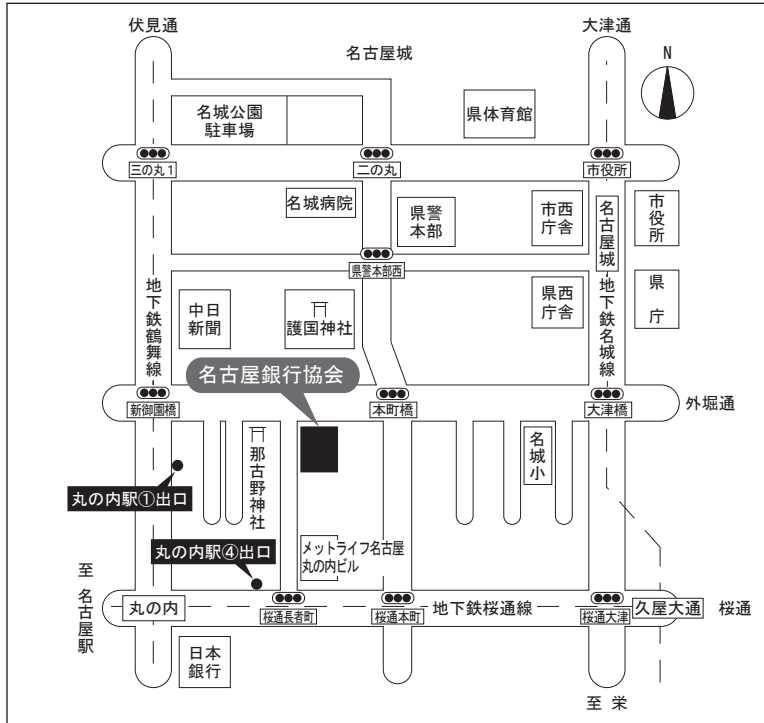 伏見通
大津通
名古屋城
N
名城公園
駐車場
県体育館
三の丸1
二の丸
市役所
名城病院
県警
本部
市西
庁舎
名古屋城
市役所
県警本部西
地下鉄鶴舞線
中日
新聞
護国神社
県西
庁舎
地下鉄名城線
県庁
名古屋銀行協会
新御園橋
本町橋
大津橋
外堀通
那古野神社
名城小
丸の内駅①出口
丸の内駅④出口
メットライフ名古屋
丸の内ビル
至 名古屋駅
丸の内
桜通長者町
桜通本町
地下鉄桜通線
桜通大津
久屋大通
桜通
日本
銀行
至 栄